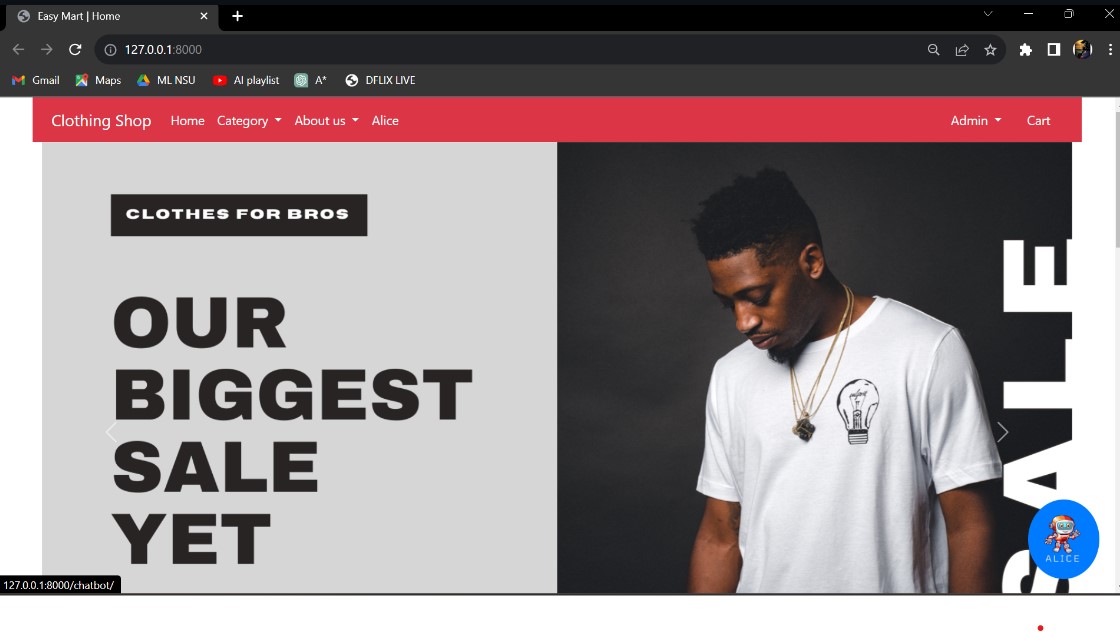 Easy Mart | Home
127.0.0.1:8000
Gmail Maps ML NSU AI playlist A* DFLIX LIVE
Clothing Shop Home Category About us Alice Admin Cart
CLOTHES FOR BROS
OUR
BIGGEST
SALE
YET
SALE
ALICE
127.0.0.1:8000/chatbot/